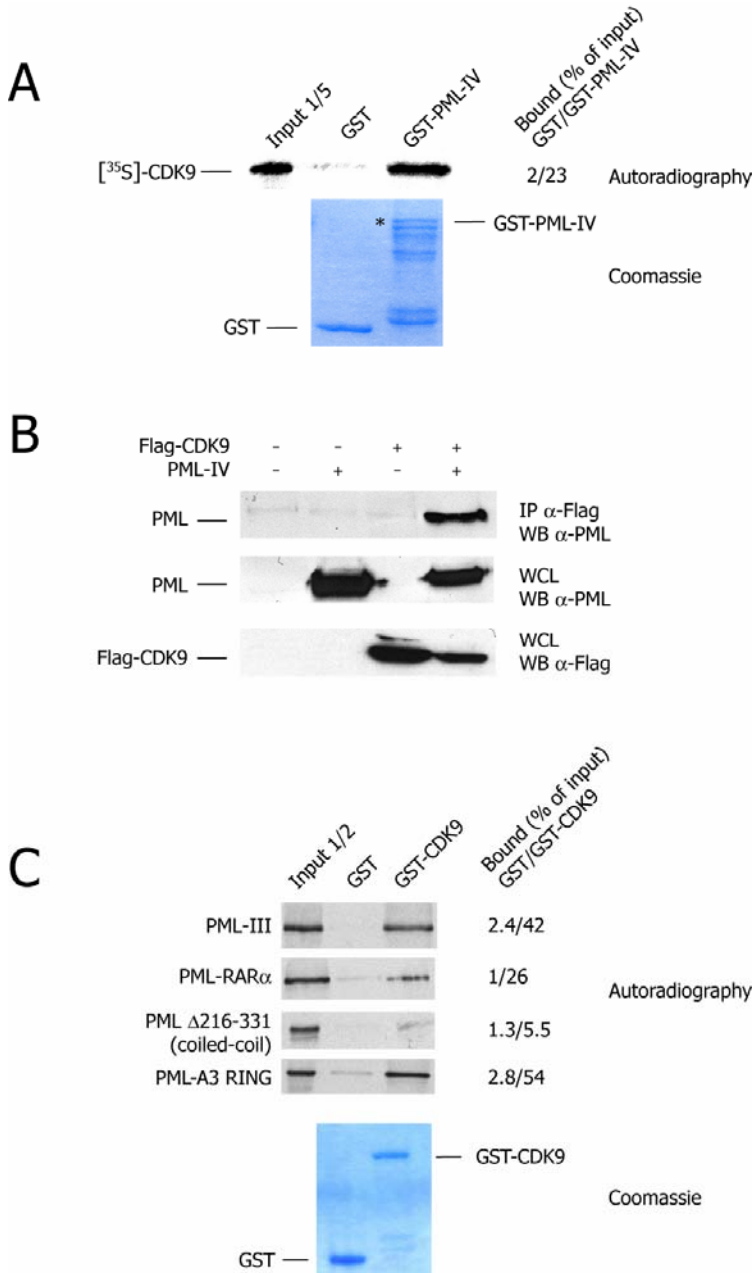 A
Input 1/5
GST
GST-PML-IV
Bound (% of input)
GST/GST-PML-IV
[³⁵S]-CDK9
2/23
Autoradiography
*
GST-PML-IV
Coomassie
GST
B
Flag-CDK9 - - + +
PML-IV - + - +
PML
IP α-Flag
WB α-PML
PML
WCL
WB α-PML
Flag-CDK9
WCL
WB α-Flag
C
Input 1/2
GST
GST-CDK9
Bound (% of input)
GST/GST-CDK9
PML-III
2.4/42
PML-RARα
1/26
Autoradiography
PML Δ216-331
(coiled-coil)
1.3/5.5
PML-A3 RING
2.8/54
GST-CDK9
Coomassie
GST